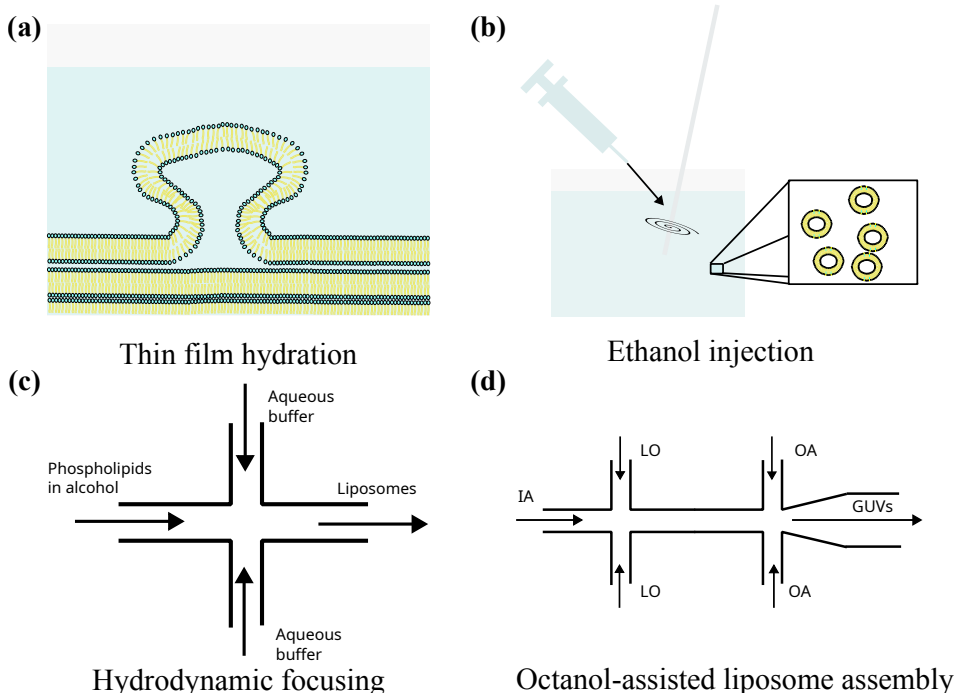 (a)
Thin film hydration
(b)
Ethanol injection
(c)
Aqueous
buffer
Phospholipids
in alcohol
Liposomes
Aqueous
buffer
Hydrodynamic focusing
(d)
LO
OA
IA
GUVs
LO
OA
Octanol-assisted liposome assembly